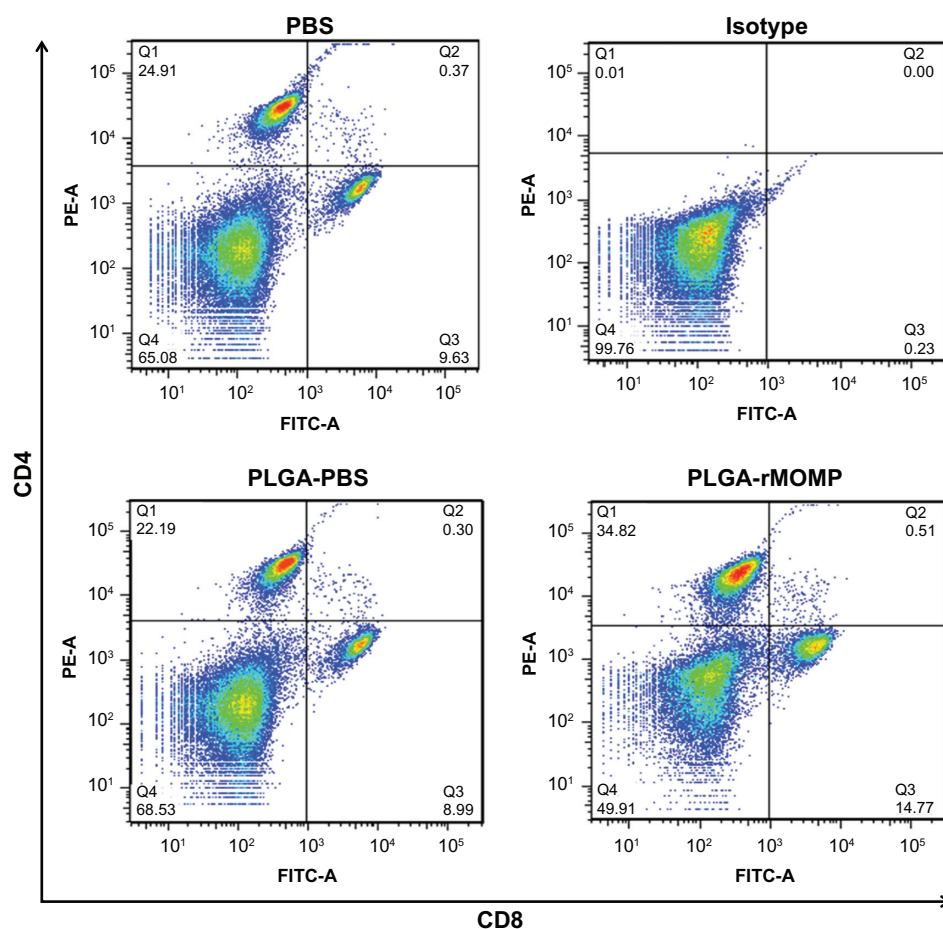 PBS
Q1
24.91
Q2
0.37
10⁵
10⁴
10³
10²
10¹
PE-A
Q4
65.08
Q3
9.63
10¹ 10² 10³ 10⁴ 10⁵
FITC-A
Isotype
Q1
0.01
Q2
0.00
10⁵
10⁴
10³
10²
10¹
PE-A
Q4
99.76
Q3
0.23
10¹ 10² 10³ 10⁴ 10⁵
FITC-A
CD4
PLGA-PBS
Q1
22.19
Q2
0.30
10⁵
10⁴
10³
10²
10¹
PE-A
Q4
68.53
Q3
8.99
10¹ 10² 10³ 10⁴ 10⁵
FITC-A
PLGA-rMOMP
Q1
34.82
Q2
0.51
10⁵
10⁴
10³
10²
10¹
PE-A
Q4
49.91
Q3
14.77
10¹ 10² 10³ 10⁴ 10⁵
FITC-A
CD8